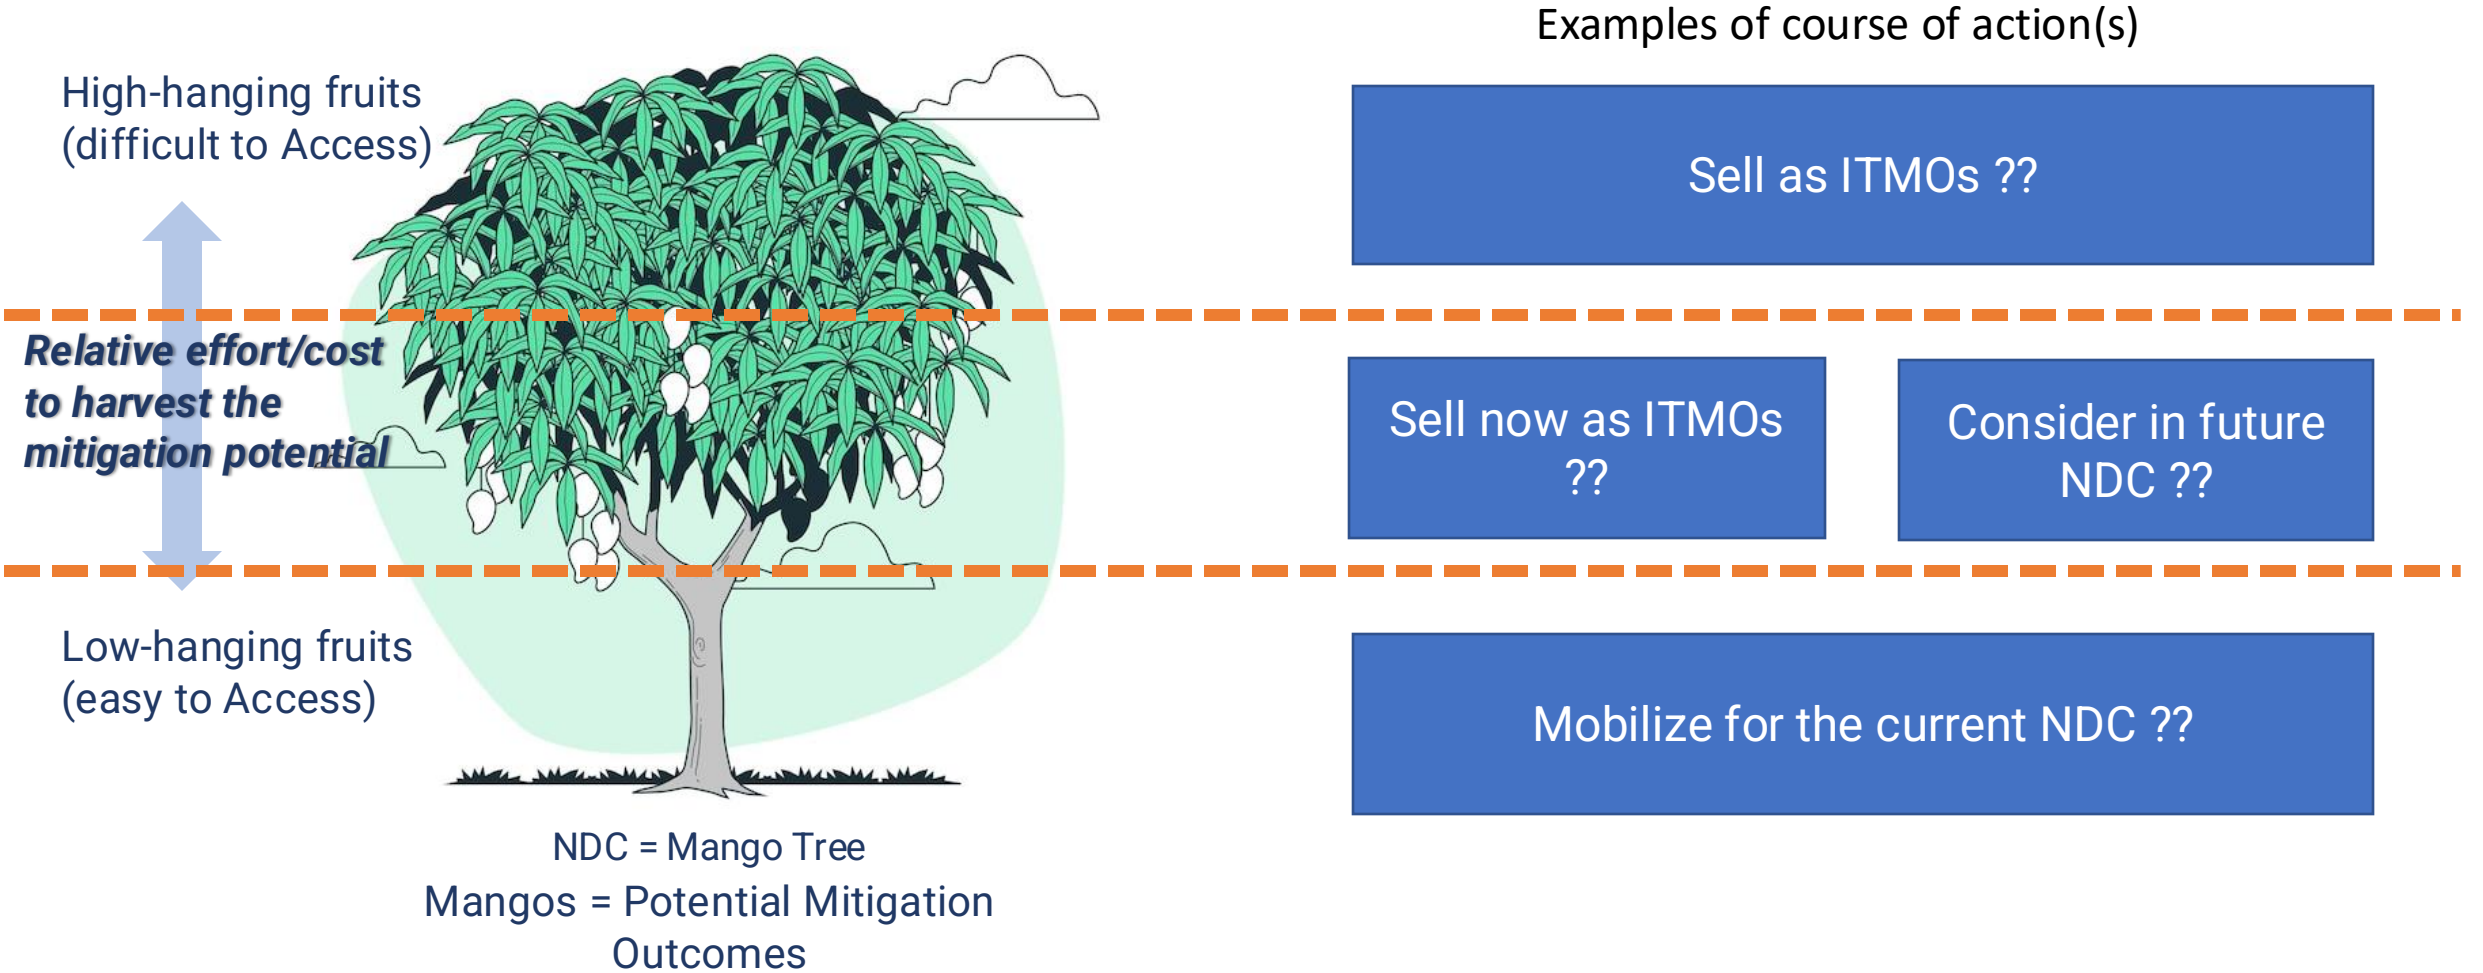 Examples of course of action(s)
High-hanging fruits
(difficult to Access)
Sell as ITMOs ??
Relative effort/cost
to harvest the
mitigation potential
Sell now as ITMOs
??
Consider in future
NDC ??
Low-hanging fruits
(easy to Access)
Mobilize for the current NDC ??
NDC = Mango Tree
Mangos = Potential Mitigation
Outcomes